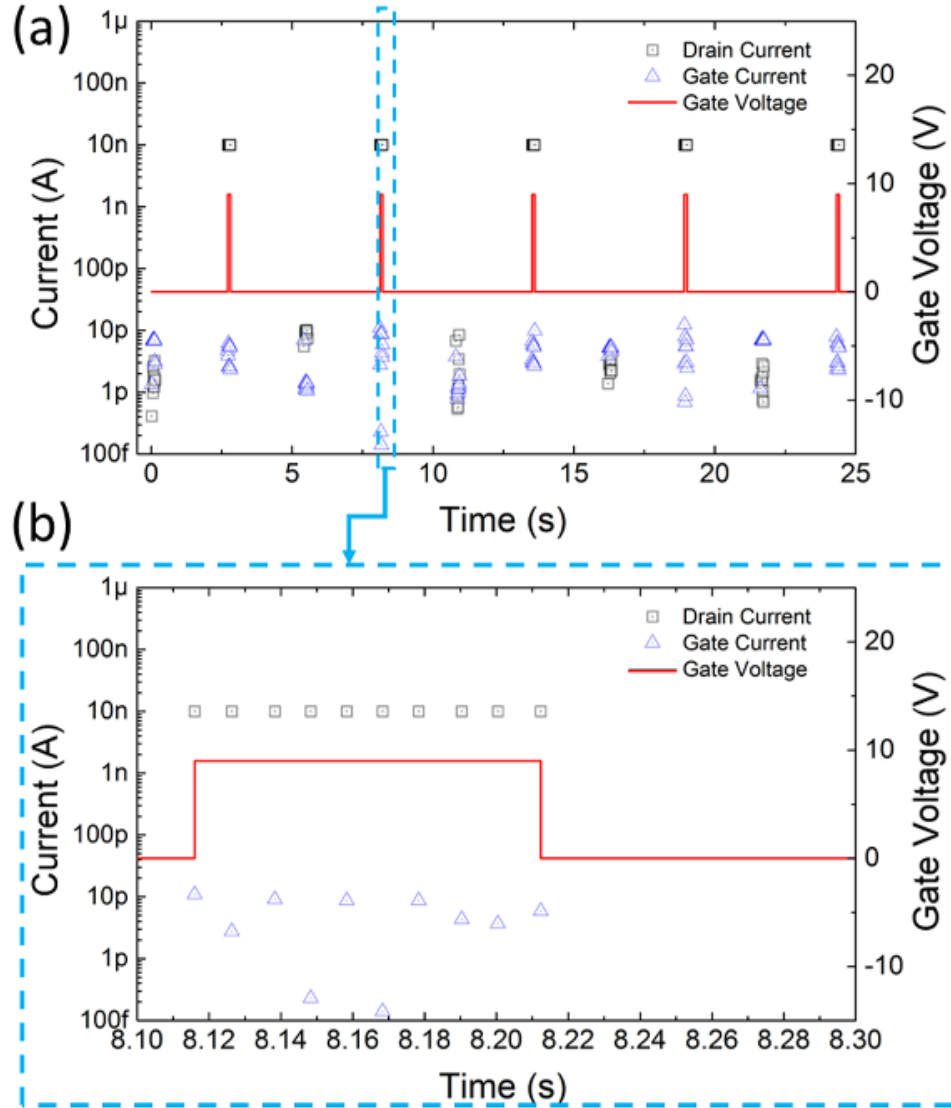 (a)
1μ
100n
10n
1n
100p
10p
1p
100f
Current (A)
Drain Current
Gate Current
Gate Voltage
20
10
0
-10
Gate Voltage (V)
0 5 10 15 20 25
Time (s)
(b)
1μ
100n
10n
1n
100p
10p
1p
100f
Current (A)
Drain Current
Gate Current
Gate Voltage
20
10
0
-10
Gate Voltage (V)
8.10 8.12 8.14 8.16 8.18 8.20 8.22 8.24 8.26 8.28 8.30
Time (s)